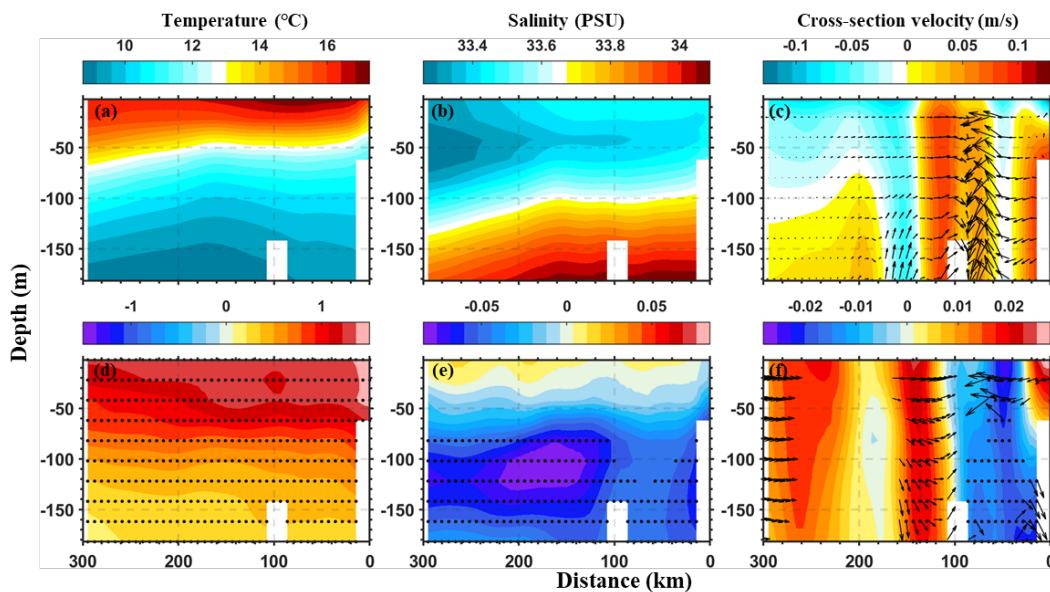 Temperature (°C) Salinity (PSU) Cross-section velocity (m/s)
10 12 14 16 33.4 33.6 33.8 34 -0.1 -0.05 0 0.05 0.1
(a) (b) (c)
-50 -50 -50
-100 -100 -100
-150 -150 -150
Depth (m)
-1 0 1 -0.05 0 0.05 -0.02 -0.01 0 0.01 0.02
(d) (e) (f)
-50 -50 -50
-100 -100 -100
-150 -150 -150
300 200 100 0 300 200 100 0 300 200 100 0
Distance (km)